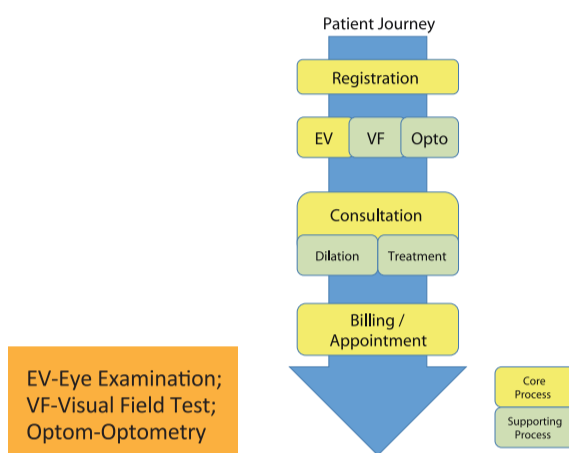 Patient Journey
Registration
EV VF Opto
Consultation
Dilation Treatment
Billing /
Appointment
EV-Eye Examination;
VF-Visual Field Test;
Optom-Optometry
Core
Process
Supporting
Process